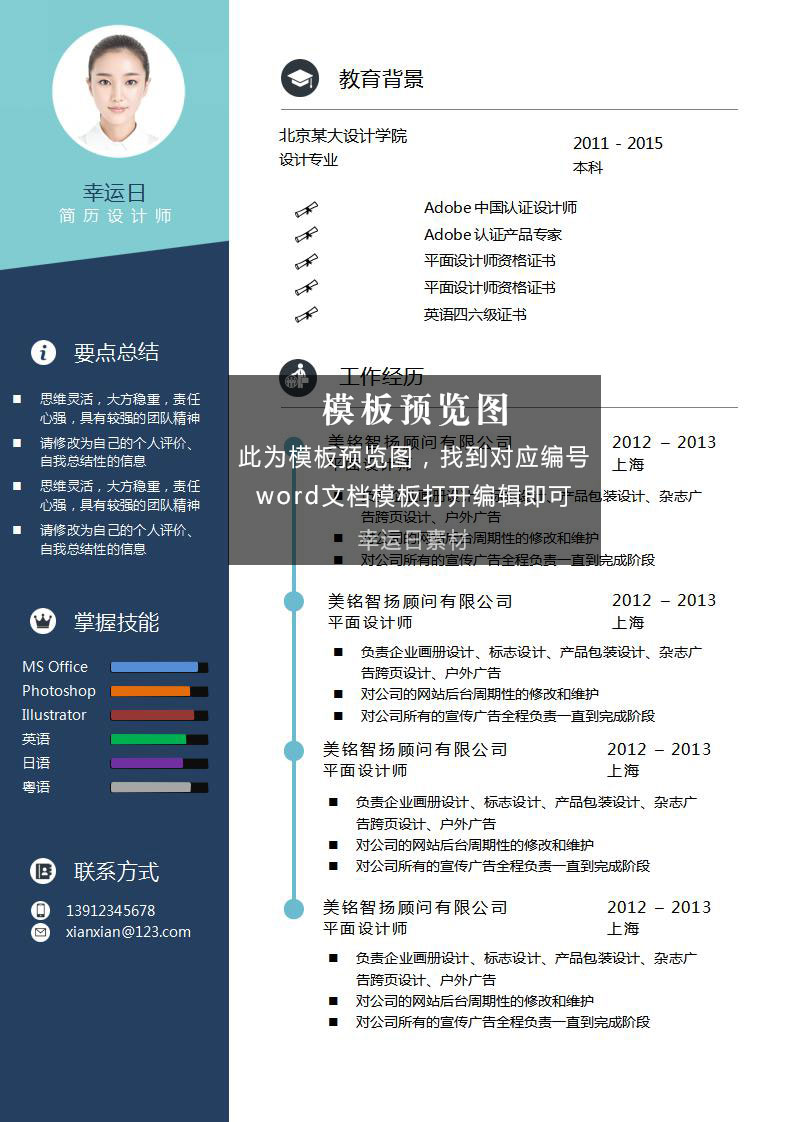 幸运日
简历设计师
要点总结
思维灵活，大方稳重，责任
心强，具有较强的团队精神
请修改为自己的个人评价、
自我总结性的信息
思维灵活，大方稳重，责任
心强，具有较强的团队精神
请修改为自己的个人评价、
自我总结性的信息
掌握技能
MS Office
Photoshop
Illustrator
英语
日语
粤语
联系方式
13912345678
xianxian@123.com
教育背景
北京某大设计学院
2011 - 2015
设计专业
本科
Adobe 中国认证设计师
Adobe 认证产品专家
平面设计师资格证书
平面设计师资格证书
英语四六级证书
工作经历
模板预览图
此为模板预览图，找到对应编号
word文档模板打开编辑即可
幸运日素材
美铭智扬顾问有限公司
2012 – 2013
上海
产品包装设计、杂志广
告跨页设计、户外广告
对公司的网站后台周期性的修改和维护
对公司所有的宣传广告全程负责一直到完成阶段
美铭智扬顾问有限公司
2012 – 2013
平面设计师
上海
负责企业画册设计、标志设计、产品包装设计、杂志广
告跨页设计、户外广告
对公司的网站后台周期性的修改和维护
对公司所有的宣传广告全程负责一直到完成阶段
美铭智扬顾问有限公司
2012 – 2013
平面设计师
上海
负责企业画册设计、标志设计、产品包装设计、杂志广
告跨页设计、户外广告
对公司的网站后台周期性的修改和维护
对公司所有的宣传广告全程负责一直到完成阶段
美铭智扬顾问有限公司
2012 – 2013
平面设计师
上海
负责企业画册设计、标志设计、产品包装设计、杂志广
告跨页设计、户外广告
对公司的网站后台周期性的修改和维护
对公司所有的宣传广告全程负责一直到完成阶段